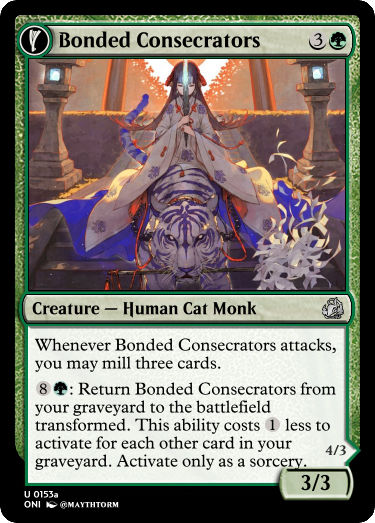 Bonded Consecrators 3
Creature — Human Cat Monk
Whenever Bonded Consecrators attacks,
you may mill three cards.
8 : Return Bonded Consecrators from
your graveyard to the battlefield
transformed. This ability costs 1 less to
activate for each other card in your
graveyard. Activate only as a sorcery.
4/3
3/3
U 0153a
ONI @MAYTHTORM